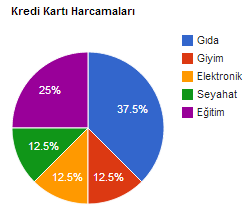 Kredi Kartı Harcamaları
Gıda
Giyim
Elektronik
Seyahat
Eğitim
37.5%
12.5%
12.5%
12.5%
25%